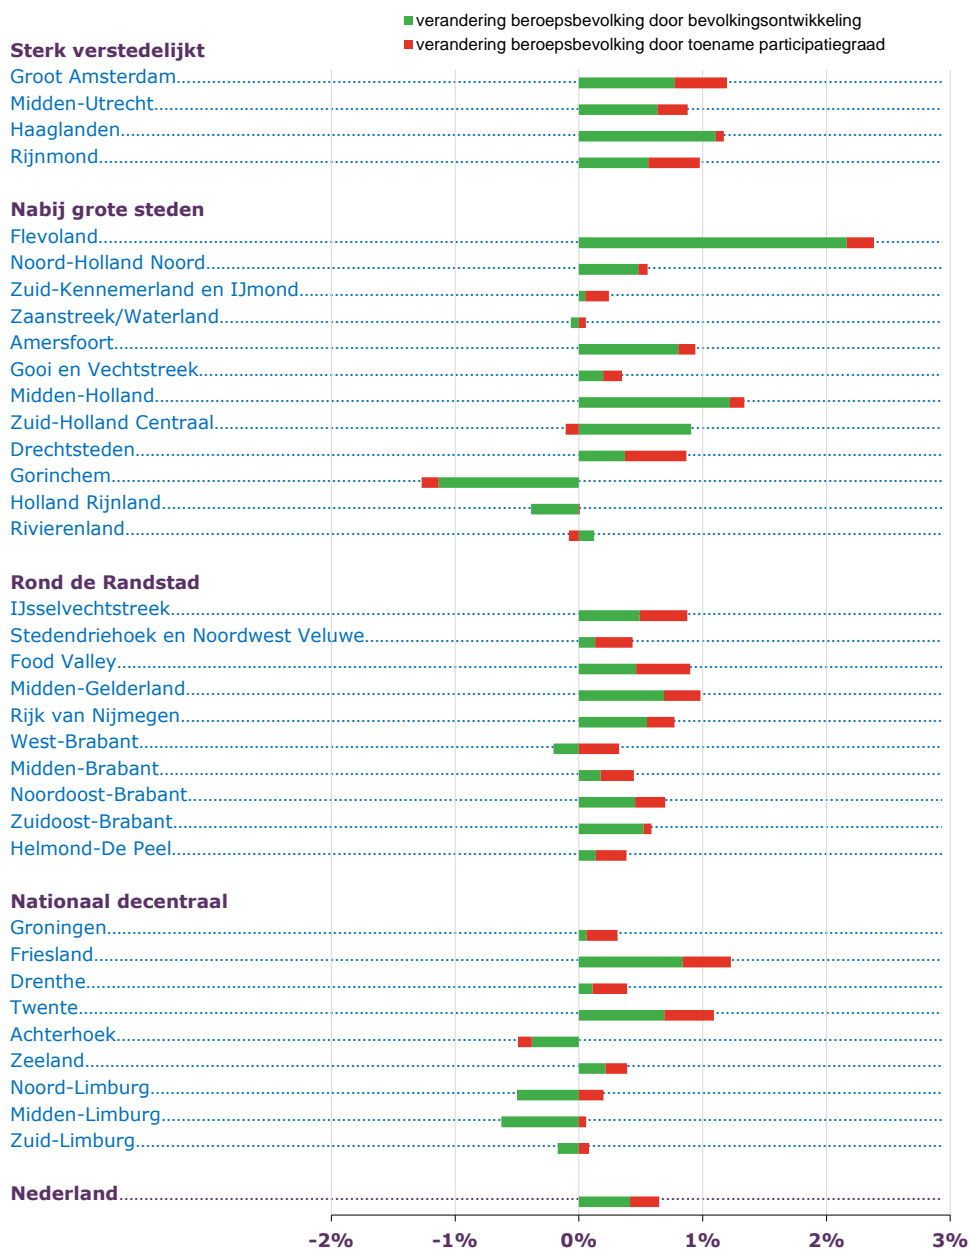 verandering beroepsbevolking door bevolkingsontwikkeling
verandering beroepsbevolking door toename participatiegraad
Sterk verstedelijkt
Groot Amsterdam
Midden-Utrecht
Haaglanden
Rijnmond
Nabij grote steden
Flevoland
Noord-Holland Noord
Zuid-Kennemerland en IJmond
Zaanstreek/Waterland
Amersfoort
Gooi en Vechtstreek
Midden-Holland
Zuid-Holland Centraal
Drechtsteden
Gorinchem
Holland Rijnland
Rivierenland
Rond de Randstad
IJsselvechtstreek
Stedendriehoek en Noordwest Veluwe
Food Valley
Midden-Gelderland
Rijk van Nijmegen
West-Brabant
Midden-Brabant
Noordoost-Brabant
Zuidoost-Brabant
Helmond-De Peel
Nationaal decentraal
Groningen
Friesland
Drenthe
Twente
Achterhoek
Zeeland
Noord-Limburg
Midden-Limburg
Zuid-Limburg
Nederland
-2% -1% 0% 1% 2% 3%